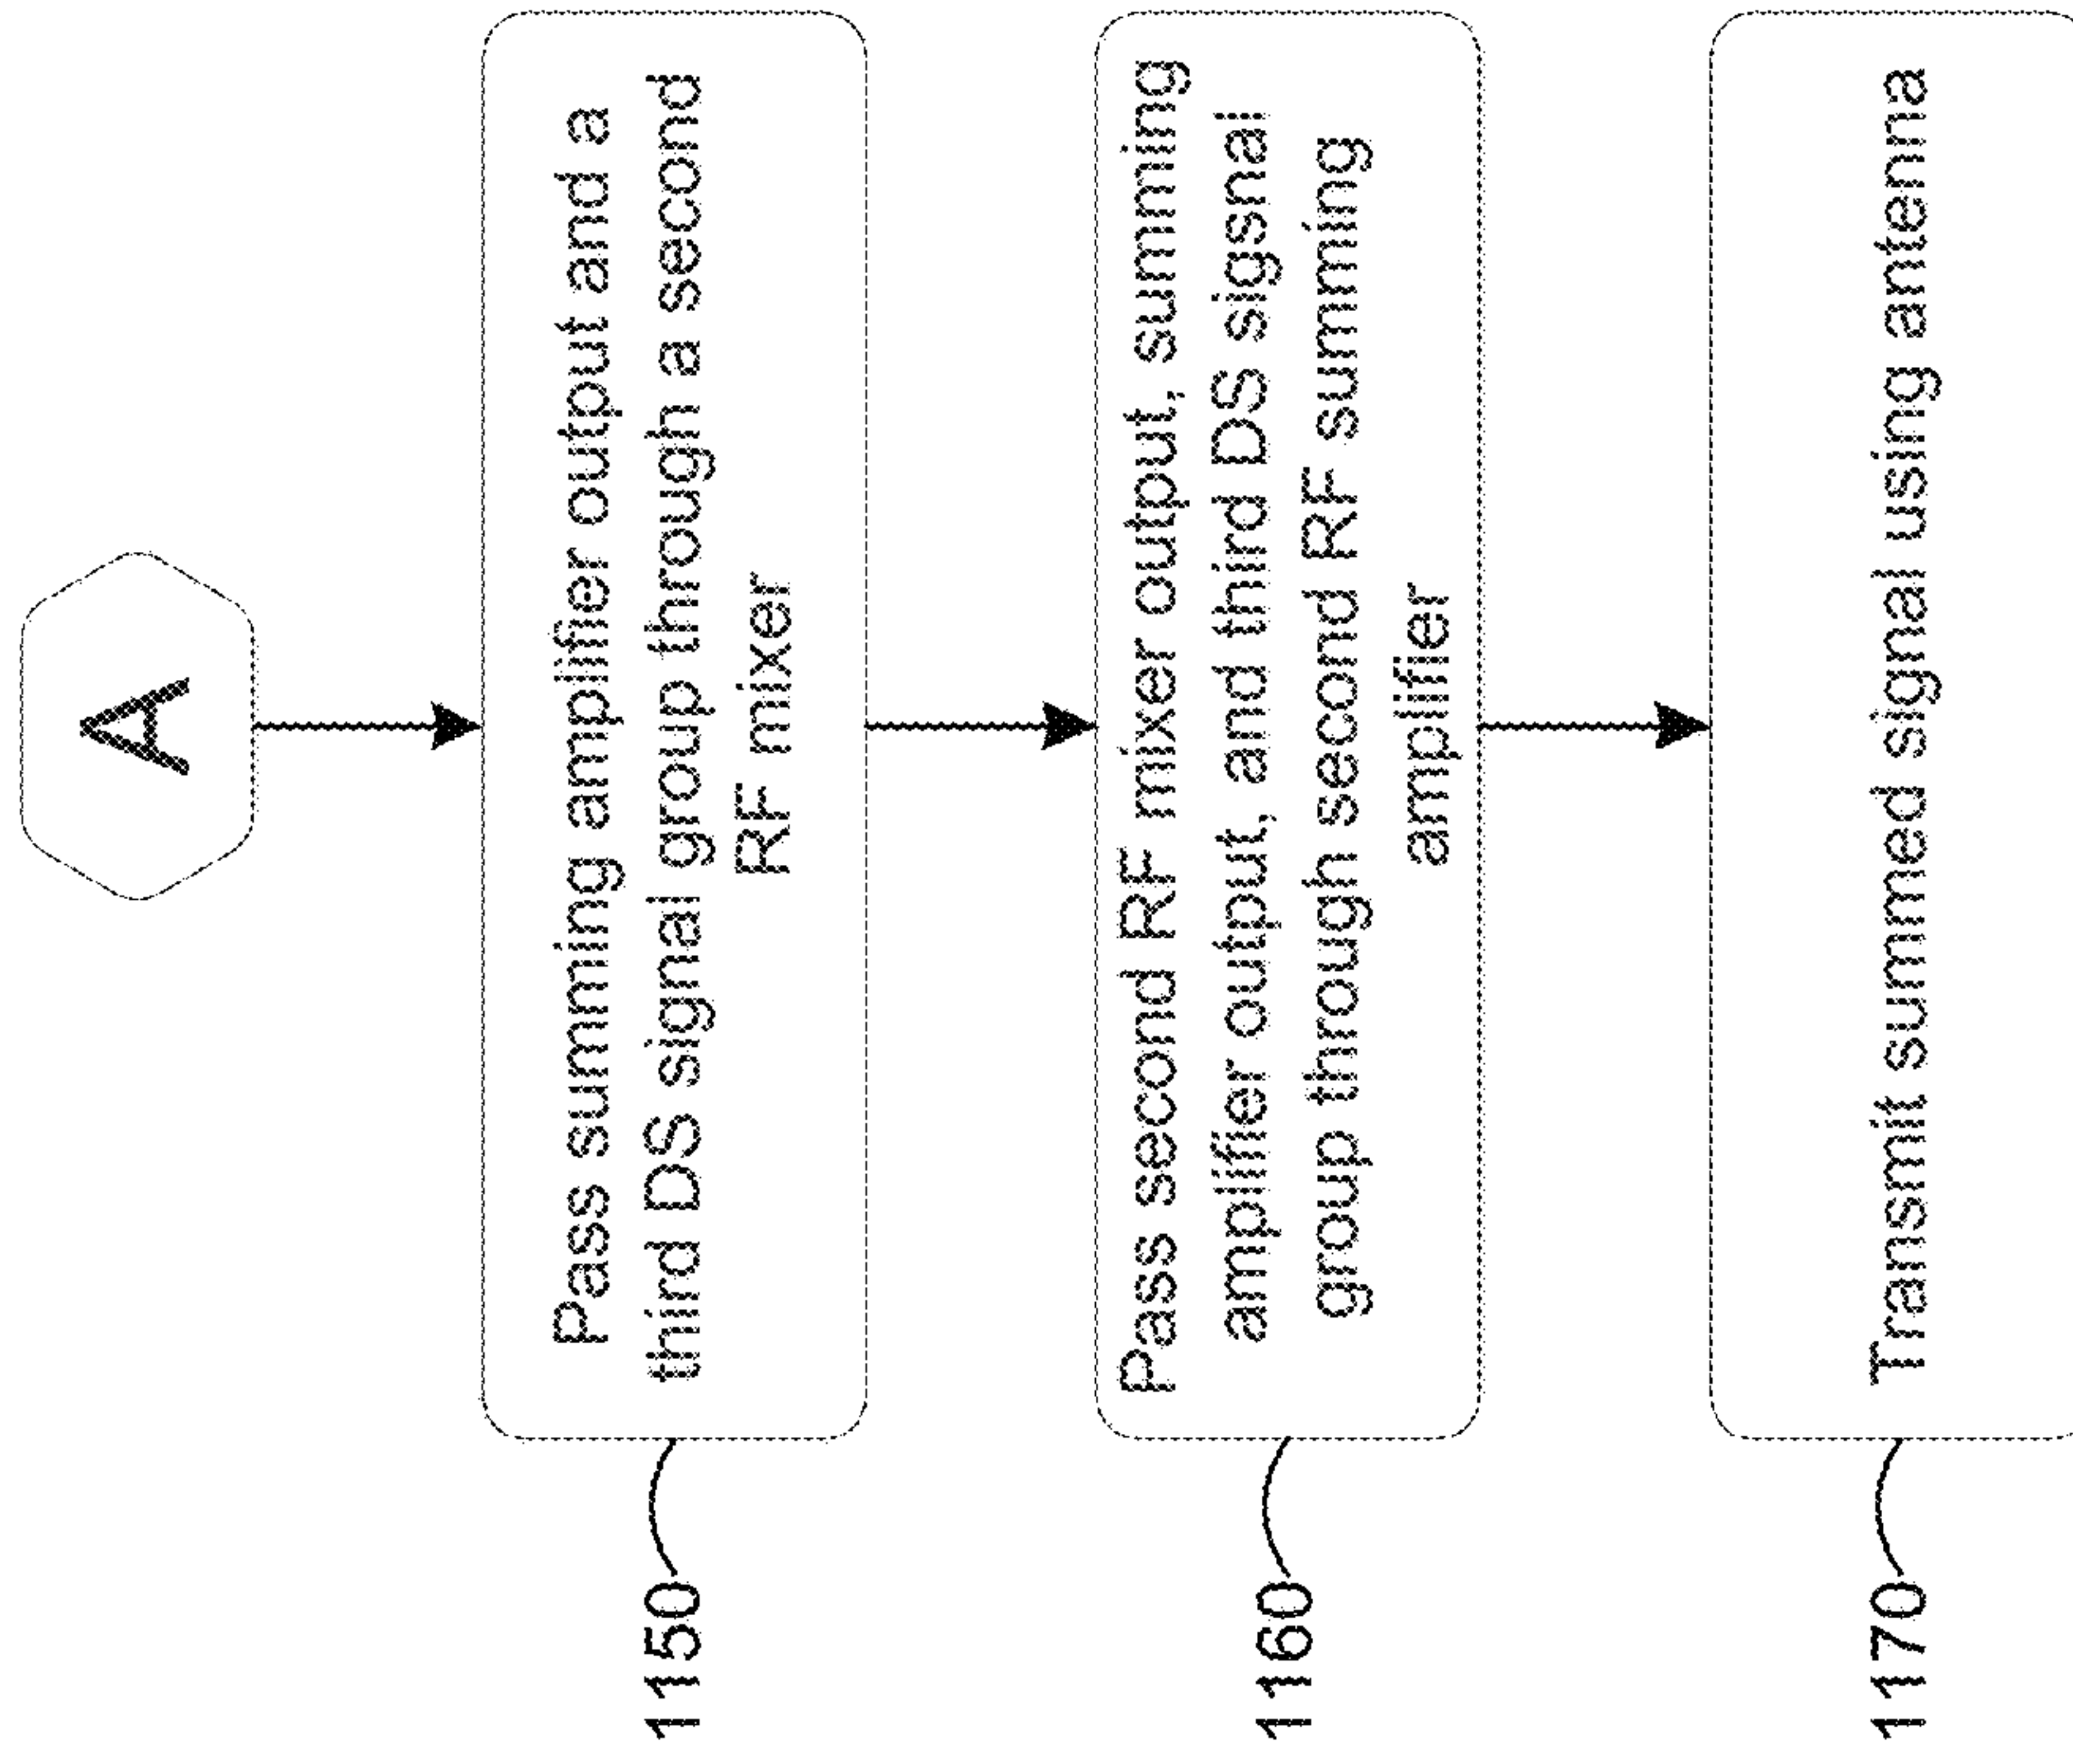 A
1150
Pass summing amplifier output and a
third DS signal group through a second
RF mixer
1160
Pass second RF mixer output, summing
amplifier output, and third DS sigsnal
group through second RF summing
amplifier
1170
Transmit summed signal using antenna